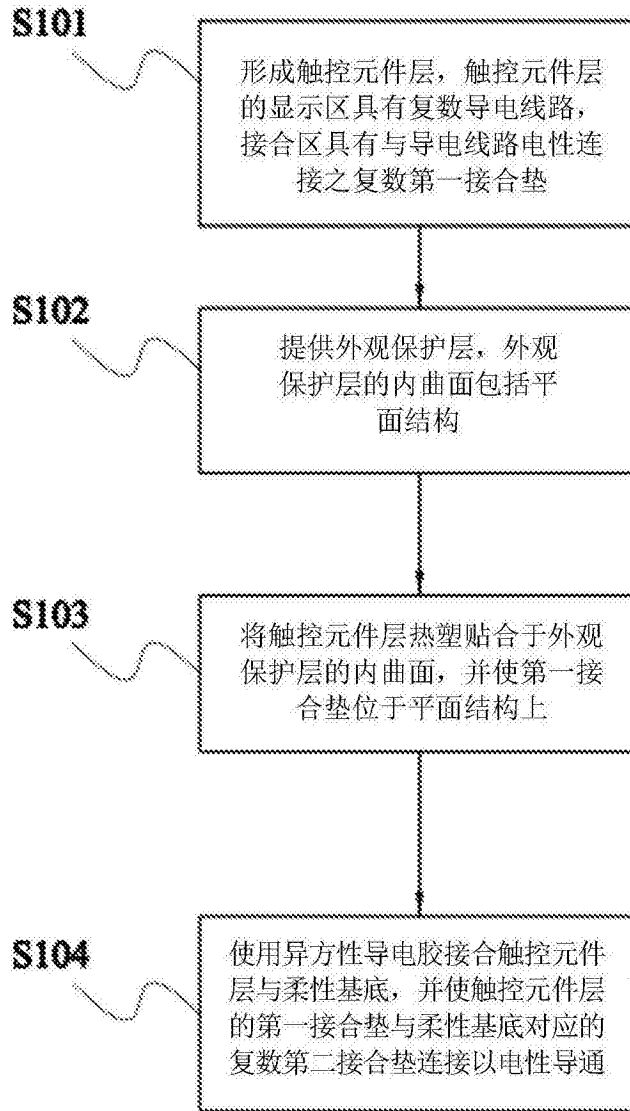 S101
形成触控元件层，触控元件层
的显示区具有复数导电线路，
接合区具有与导电线路电性连
接之复数第一接合垫
S102
提供外观保护层，外观
保护层的内曲面包括平
面结构
S103
将触控元件层热塑贴合于外观
保护层的内曲面，并使第一接
合垫位于平面结构上
S104
使用异方性导电胶接合触控元件
层与柔性基底，并使触控元件层
的第一接合垫与柔性基底对应的
复数第二接合垫连接以电性导通